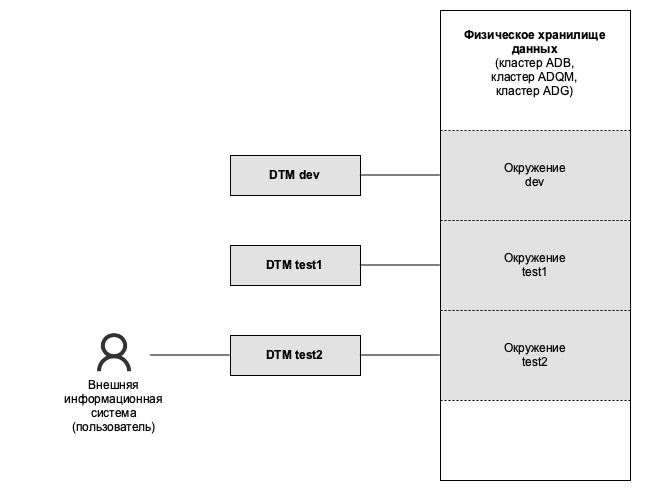 Физическое хранилище
данных
(кластер ADB,
кластер ADQM,
кластер ADG)
DTM dev
Окружение
dev
DTM test1
Окружение
test1
DTM test2
Окружение
test2
Внешняя
информационная
система
(пользователь)